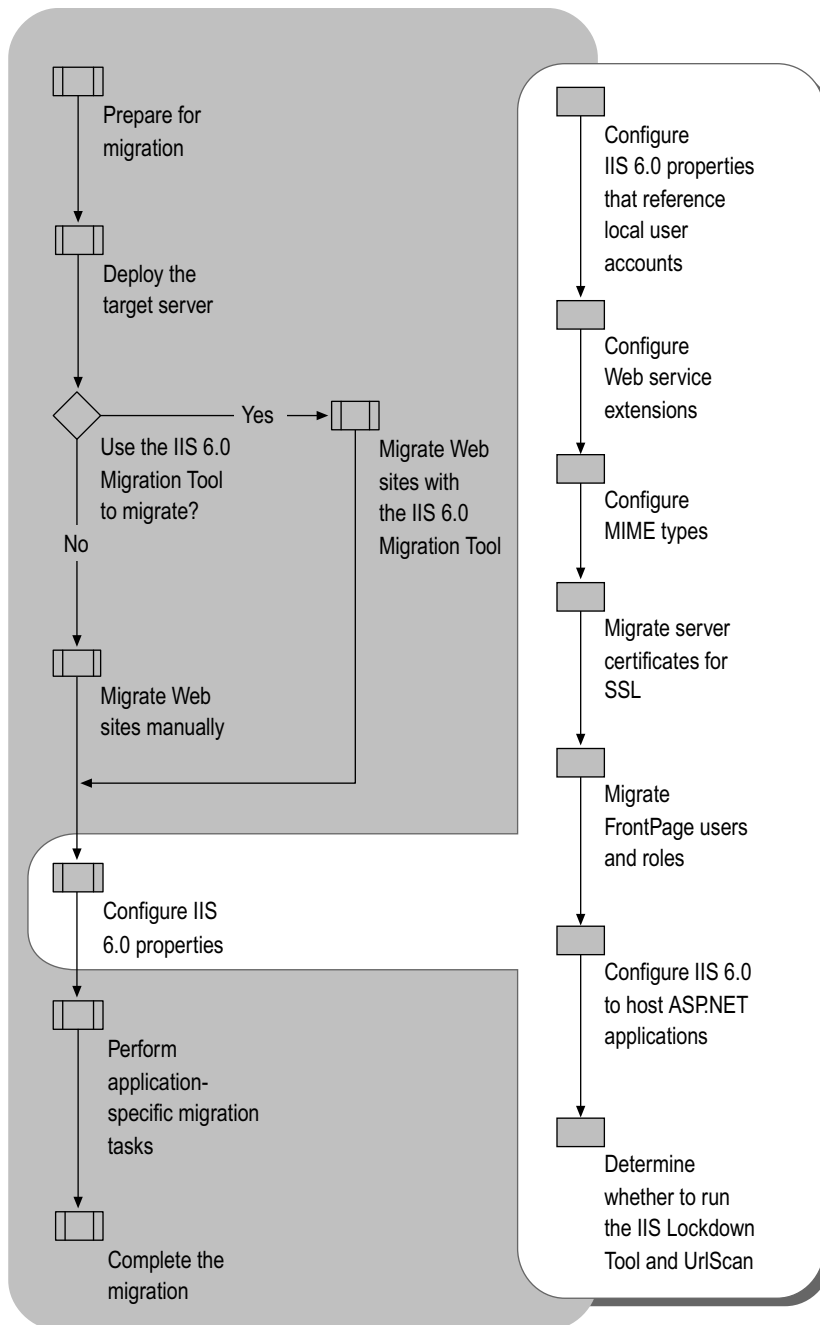 Prepare for
migration
Deploy the
target server
Yes
Use the IIS 6.0
Migration Tool
to migrate?
Migrate Web
sites with
the IIS 6.0
Migration Tool
No
Migrate Web
sites manually
Configure IIS
6.0 properties
Perform
application-
specific migration
tasks
Complete the
migration
Configure
IIS 6.0 properties
that reference
local user
accounts
Configure
Web service
extensions
Configure
MIME types
Migrate server
certificates for
SSL
Migrate
FrontPage users
and roles
Configure IIS 6.0
to host ASP.NET
applications
Determine
whether to run
the IIS Lockdown
Tool and UrlScan